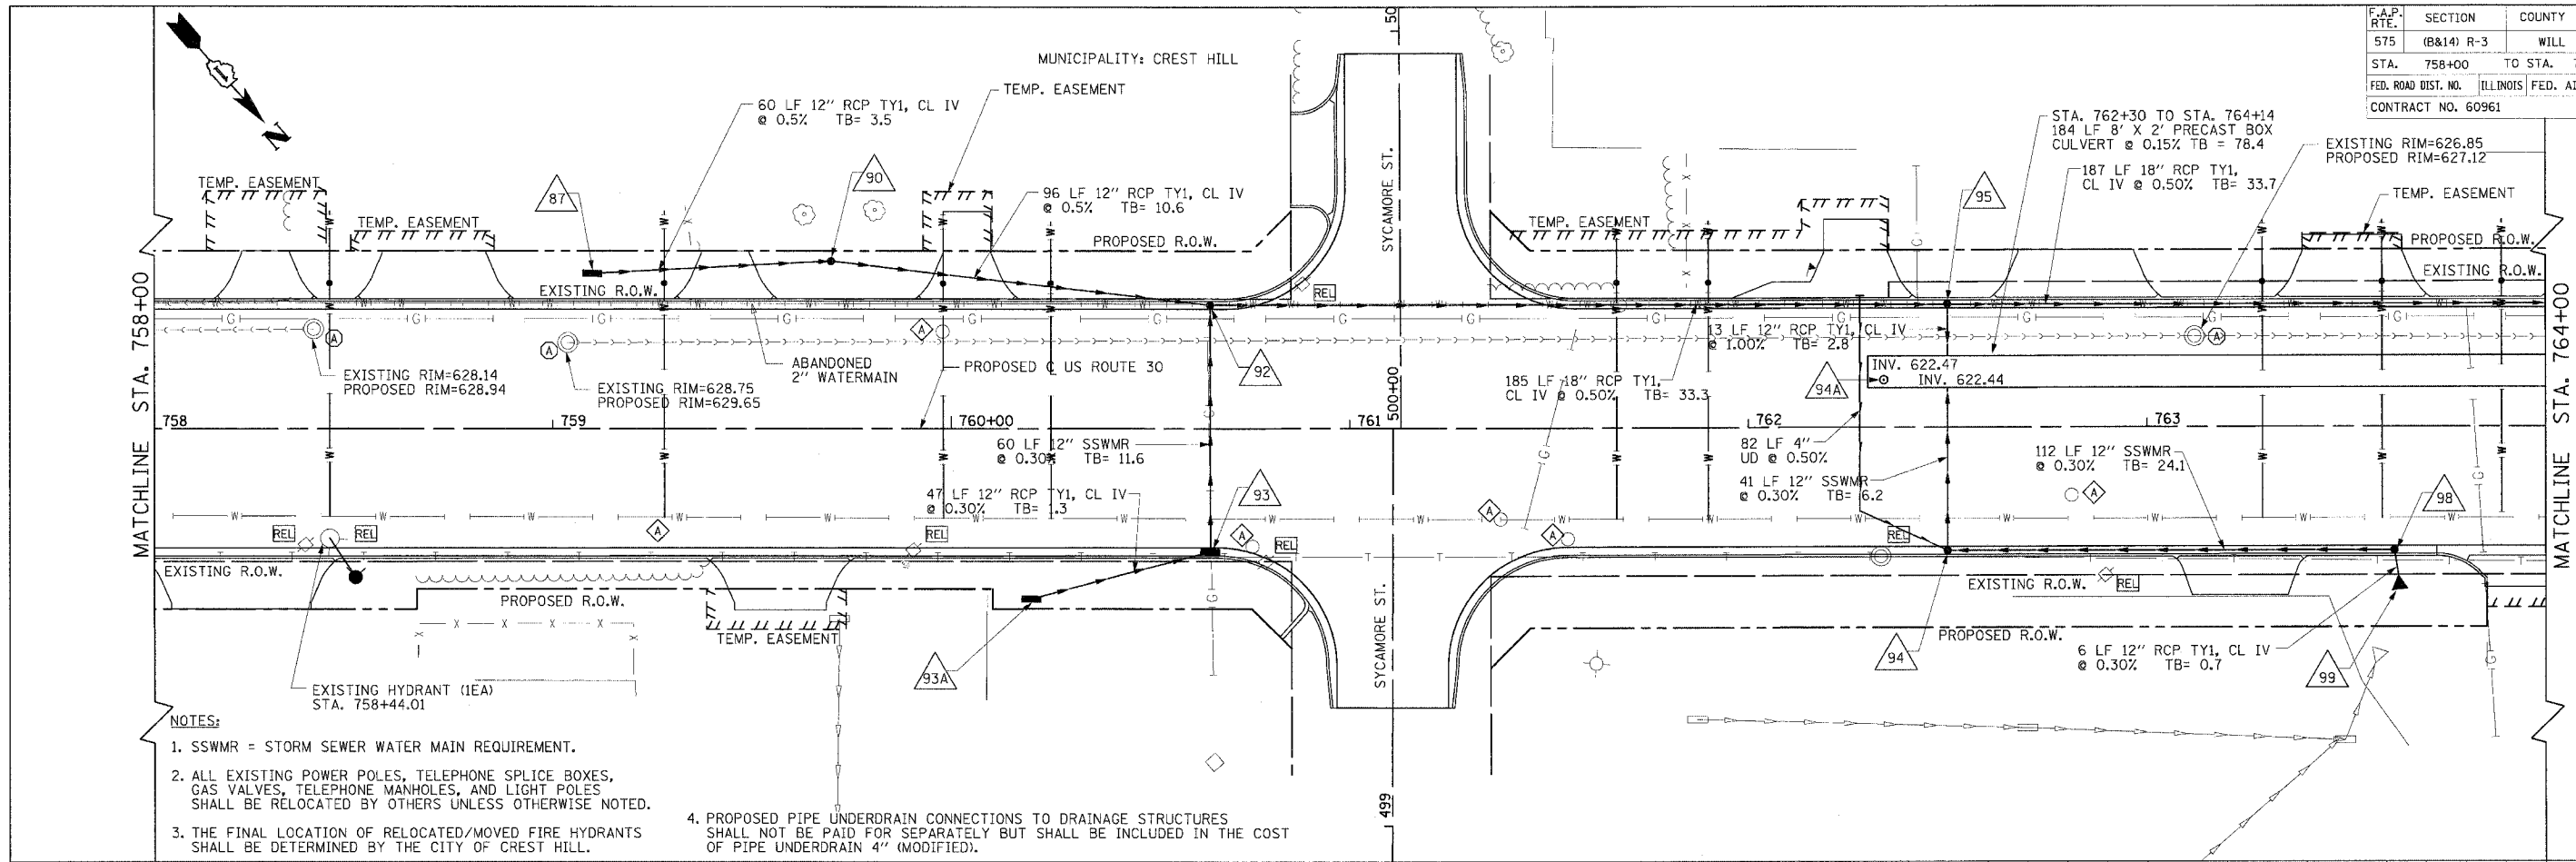 F.A.P. RTE. SECTION COUNTY
575 (B&14) R-3 WILL
STA. 758+00 TO STA.
FED. ROAD DIST. NO. ILLINOIS FED. AI
CONTRACT NO. 60961
N
MUNICIPALITY: CREST HILL
50
60 LF 12" RCP TY1, CL IV
@ 0.5% TB= 3.5
TEMP. EASEMENT
STA. 762+30 TO STA. 764+14
184 LF 8' X 2' PRECAST BOX
CULVERT @ 0.15% TB = 78.4
EXISTING RIM=626.85
PROPOSED RIM=627.12
187 LF 18" RCP TY1,
CL IV @ 0.50% TB= 33.7
TEMP. EASEMENT
TEMP. EASEMENT
TEMP. EASEMENT
87
90
96 LF 12" RCP TY1, CL IV
@ 0.5% TB= 10.6
PROPOSED R.O.W.
SYCAMORE ST.
TEMP. EASEMENT
95
PROPOSED R.O.W.
EXISTING R.O.W.
EXISTING R.O.W.
REL
MATCHLINE STA. 758+00
MATCHLINE STA. 764+00
A
A
A
A
EXISTING RIM=628.14
PROPOSED RIM=628.94
EXISTING RIM=628.75
PROPOSED RIM=629.65
ABANDONED
2" WATERMAIN
PROPOSED ℄ US ROUTE 30
92
13 LF 12" RCP TY1, CL IV
@ 1.00% TB= 2.8
185 LF 18" RCP TY1,
CL IV @ 0.50% TB= 33.3
94A
INV. 622.47
INV. 622.44
758
759
760+00
761
500+00
762
763
60 LF 12" SSWMR
@ 0.30% TB= 11.6
82 LF 4"
UD @ 0.50%
41 LF 12" SSWMR
@ 0.30% TB= 6.2
112 LF 12" SSWMR
@ 0.30% TB= 24.1
47 LF 12" RCP TY1, CL IV
@ 0.30% TB= 1.3
93
98
REL
REL
A
REL
A
REL
A
A
REL
A
EXISTING R.O.W.
PROPOSED R.O.W.
TEMP. EASEMENT
93A
SYCAMORE ST.
EXISTING R.O.W.
REL
PROPOSED R.O.W.
94
6 LF 12" RCP TY1, CL IV
@ 0.30% TB= 0.7
99
EXISTING HYDRANT (1EA)
STA. 758+44.01
499
NOTES:
1. SSWMR = STORM SEWER WATER MAIN REQUIREMENT.
2. ALL EXISTING POWER POLES, TELEPHONE SPLICE BOXES,
GAS VALVES, TELEPHONE MANHOLES, AND LIGHT POLES
SHALL BE RELOCATED BY OTHERS UNLESS OTHERWISE NOTED.
3. THE FINAL LOCATION OF RELOCATED/MOVED FIRE HYDRANTS
SHALL BE DETERMINED BY THE CITY OF CREST HILL.
4. PROPOSED PIPE UNDERDRAIN CONNECTIONS TO DRAINAGE STRUCTURES
SHALL NOT BE PAID FOR SEPARATELY BUT SHALL BE INCLUDED IN THE COST
OF PIPE UNDERDRAIN 4" (MODIFIED).